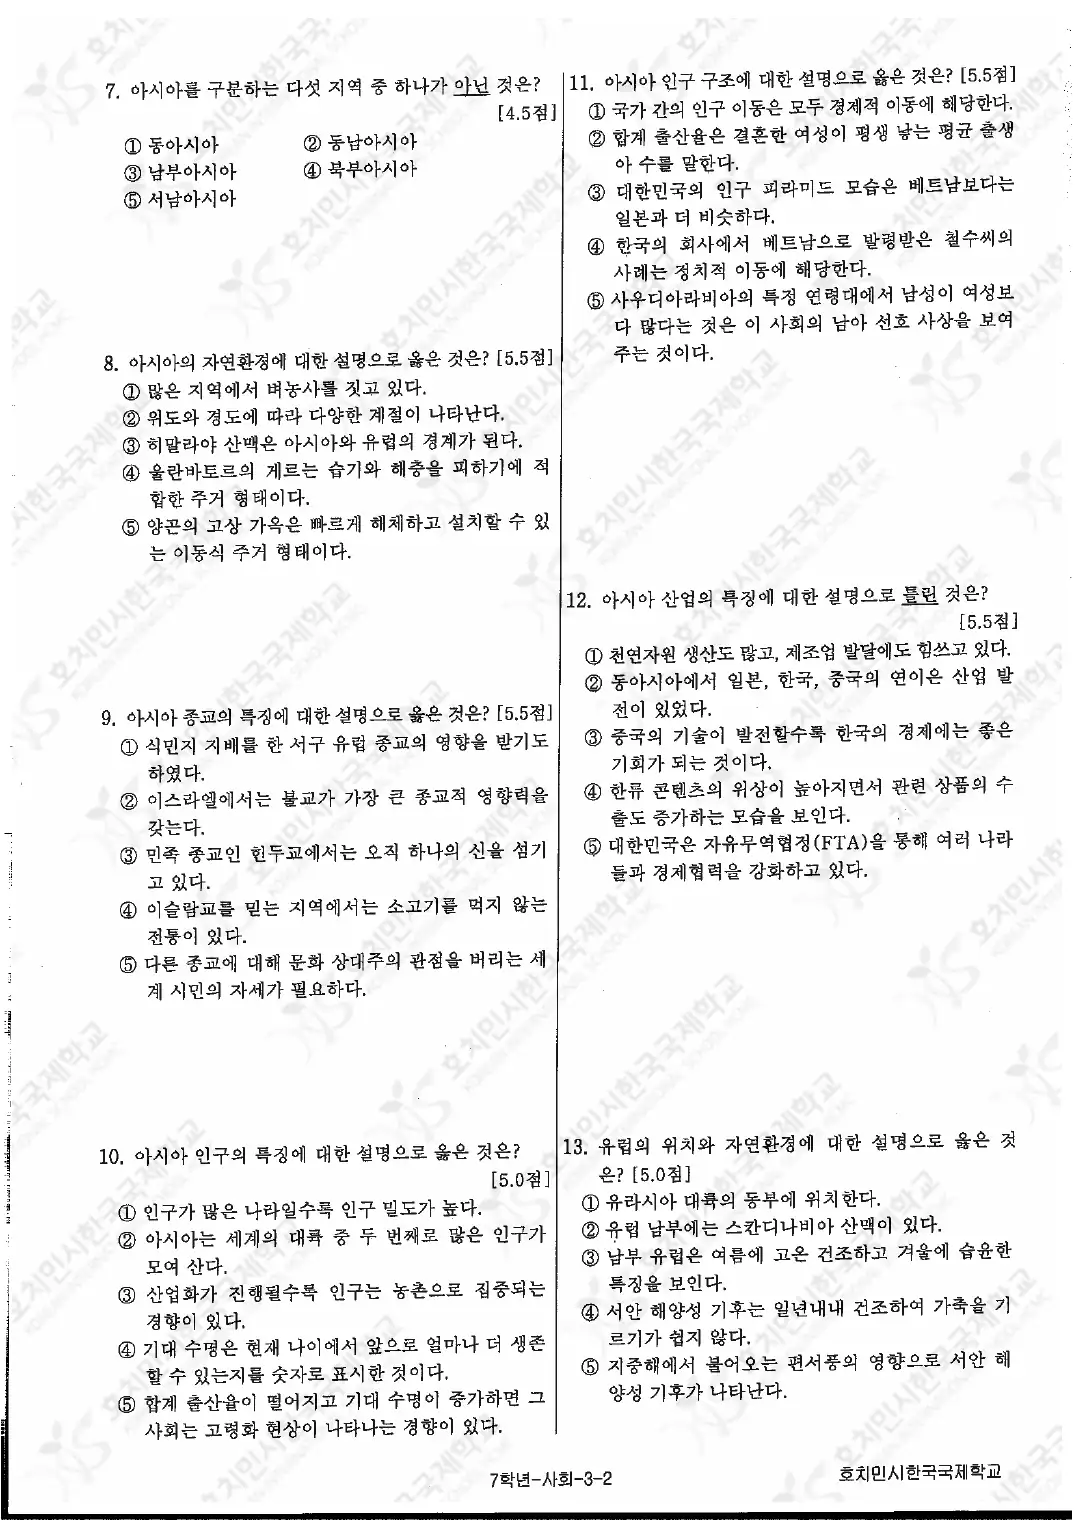 7. 아시아를 구분하는 다섯 지역 중 하나가 아닌 것은?
[4.5점]
① 동아시아 ② 동남아시아
③ 남부아시아 ④ 북부아시아
⑤ 서남아시아
8. 아시아의 자연환경에 대한 설명으로 옳은 것은? [5.5점]
① 많은 지역에서 벼농사를 짓고 있다.
② 위도와 경도에 따라 다양한 계절이 나타난다.
③ 히말라야 산맥은 아시아와 유럽의 경계가 된다.
④ 울란바토르의 게르는 습기와 해충을 피하기에 적
합한 주거 형태이다.
⑤ 양곤의 고상 가옥은 빠르게 해체하고 설치할 수 있
는 이동식 주거 형태이다.
9. 아시아 종교의 특징에 대한 설명으로 옳은 것은? [5.5점]
① 식민지 지배를 한 서구 유럽 종교의 영향을 받기도
하였다.
② 이스라엘에서는 불교가 가장 큰 종교적 영향력을
갖는다.
③ 민족 종교인 힌두교에서는 오직 하나의 신을 섬기
고 있다.
④ 이슬람교를 믿는 지역에서는 소고기를 먹지 않는
전통이 있다.
⑤ 다른 종교에 대해 문화 상대주의 관점을 버리는 세
계 시민의 자세가 필요하다.
10. 아시아 인구의 특징에 대한 설명으로 옳은 것은?
[5.0점]
① 인구가 많은 나라일수록 인구 밀도가 높다.
② 아시아는 세계의 대륙 중 두 번째로 많은 인구가
모여 산다.
③ 산업화가 진행될수록 인구는 농촌으로 집중되는
경향이 있다.
④ 기대 수명은 현재 나이에서 앞으로 얼마나 더 생존
할 수 있는지를 숫자로 표시한 것이다.
⑤ 합계 출산율이 떨어지고 기대 수명이 증가하면 그
사회는 고령화 현상이 나타나는 경향이 있다.
11. 아시아 인구 구조에 대한 설명으로 옳은 것은? [5.5점]
① 국가 간의 인구 이동은 모두 경제적 이동에 해당한다.
② 합계 출산율은 결혼한 여성이 평생 낳는 평균 출생
아 수를 말한다.
③ 대한민국의 인구 피라미드 모습은 베트남보다는
일본과 더 비슷하다.
④ 한국의 회사에서 베트남으로 발령받은 철수씨의
사례는 정치적 이동에 해당한다.
⑤ 사우디아라비아의 특정 연령대에서 남성이 여성보
다 많다는 것은 이 사회의 남아 선호 사상을 보여
주는 것이다.
12. 아시아 산업의 특징에 대한 설명으로 틀린 것은?
[5.5점]
① 천연자원 생산도 많고, 제조업 발달에도 힘쓰고 있다.
② 동아시아에서 일본, 한국, 중국의 연이은 산업 발
전이 있었다.
③ 중국의 기술이 발전할수록 한국의 경제에는 좋은
기회가 되는 것이다.
④ 한류 콘텐츠의 위상이 높아지면서 관련 상품의 수
출도 증가하는 모습을 보인다.
⑤ 대한민국은 자유무역협정(FTA)을 통해 여러 나라
들과 경제협력을 강화하고 있다.
13. 유럽의 위치와 자연환경에 대한 설명으로 옳은 것
은? [5.0점]
① 유라시아 대륙의 동부에 위치한다.
② 유럽 남부에는 스칸디나비아 산맥이 있다.
③ 남부 유럽은 여름에 고온 건조하고 겨울에 습윤한
특징을 보인다.
④ 서안 해양성 기후는 일년내내 건조하여 가축을 기
르기가 쉽지 않다.
⑤ 지중해에서 불어오는 편서풍의 영향으로 서안 해
양성 기후가 나타난다.
7학년-사회-3-2
호치민시한국국제학교